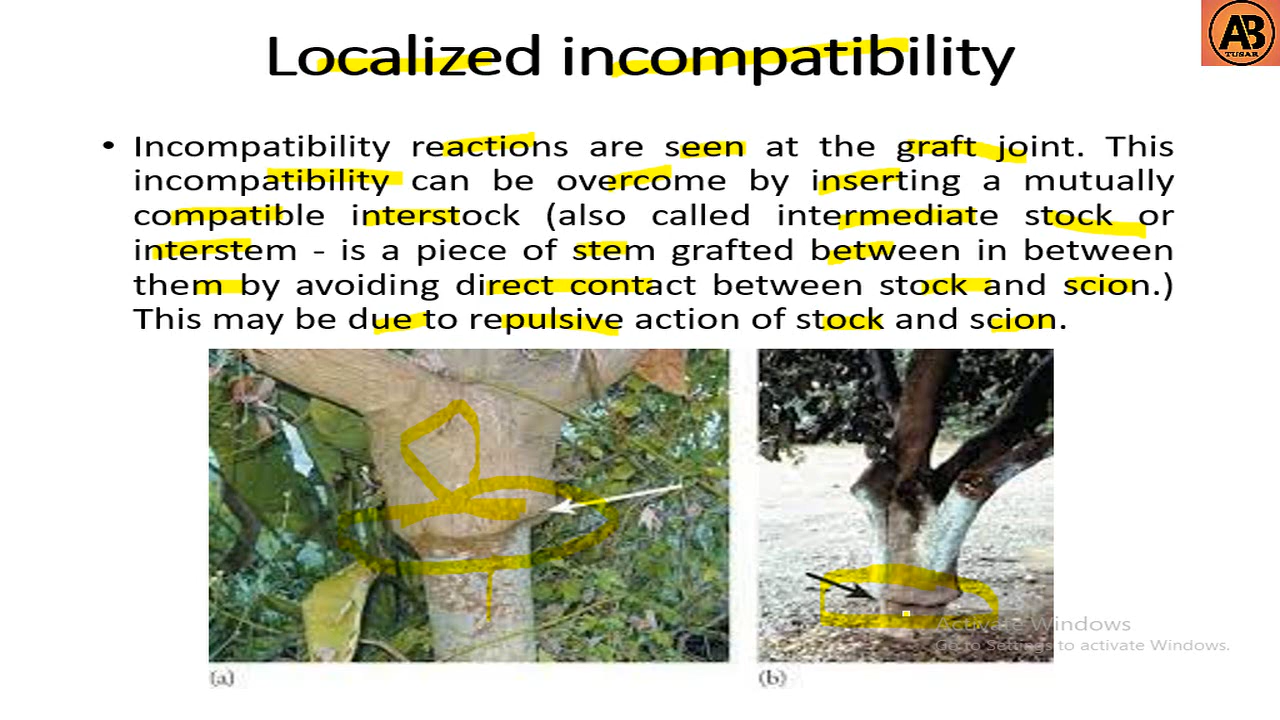 AB
TUSAR
Localized incompatibility
• Incompatibility reactions are seen at the graft joint. This
incompatibility can be overcome by inserting a mutually
compatible interstock (also called intermediate stock or
interstem - is a piece of stem grafted between in between
them by avoiding direct contact between stock and scion.)
This may be due to repulsive action of stock and scion.
Activate Windows
Go to Settings to activate Windows.
(a)
(b)